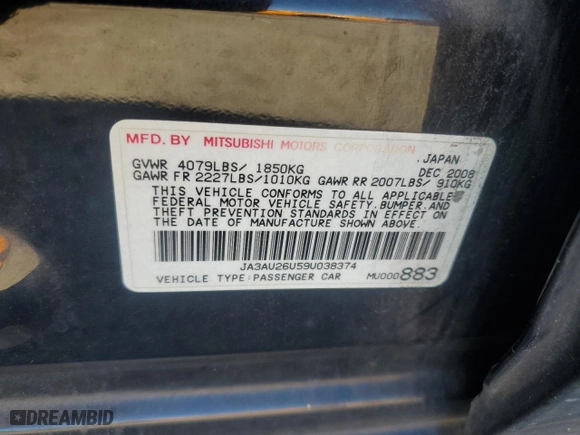 MFD. BY MITSUBISHI MOTORS CORPORATION
JAPAN
GVWR 4079LBS/ 1850KG DEC 2008
GAWR FR 2227LBS/1010KG GAWR RR 2007LBS/ 910KG
THIS VEHICLE CONFORMS TO ALL APPLICABLE
FEDERAL MOTOR VEHICLE SAFETY, BUMPER, AND
THEFT PREVENTION STANDARDS IN EFFECT ON
THE DATE OF MANUFACTURE SHOWN ABOVE.
JA3AU26U59U038374
VEHICLE TYPE:PASSENGER CAR MU000883
DREAMBID